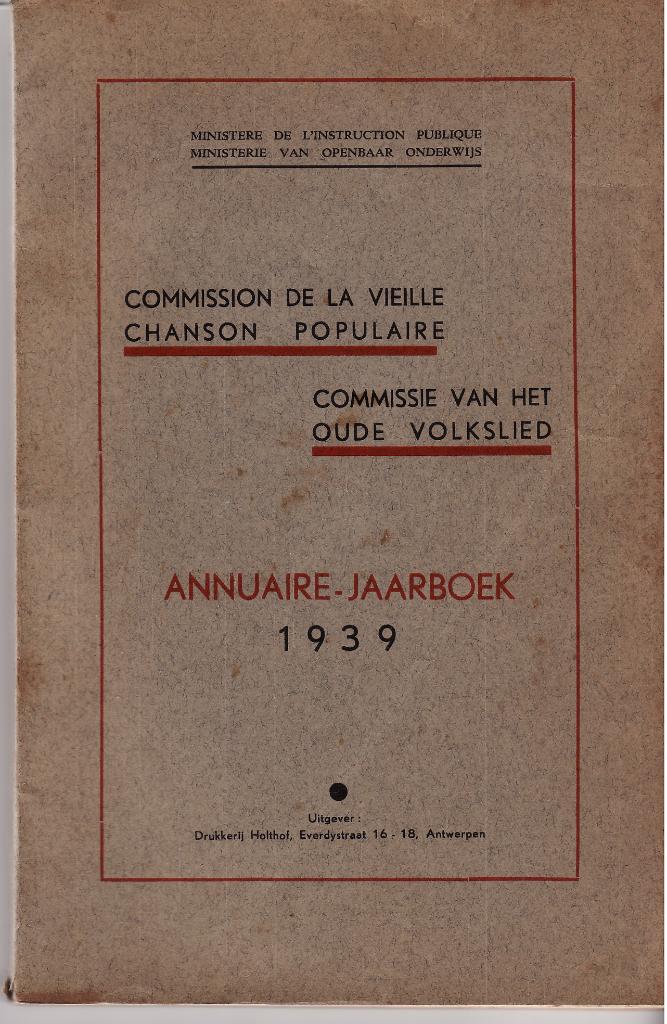 MINISTERE DE L'INSTRUCTION PUBLIQUE
MINISTERIE VAN OPENBAAR ONDERWIJS
COMMISSION DE LA VIEILLE
CHANSON POPULAIRE
COMMISSIE VAN HET
OUDE VOLKSLIED
ANNUAIRE-JAARBOEK
1939
Uitgever :
Drukkerij Holthof, Everdystraat 16 - 18, Antwerpen